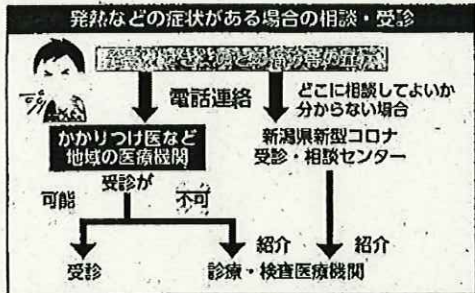 発熱などの症状がある場合の相談・受診
電話連絡
どこに相談してよいか
分からない場合
かかりつけ医など
地域の医療機関
新潟県新型コロナ
受診・相談センター
受診が
可能
不可
紹介
紹介
受診
診療・検査医療機関